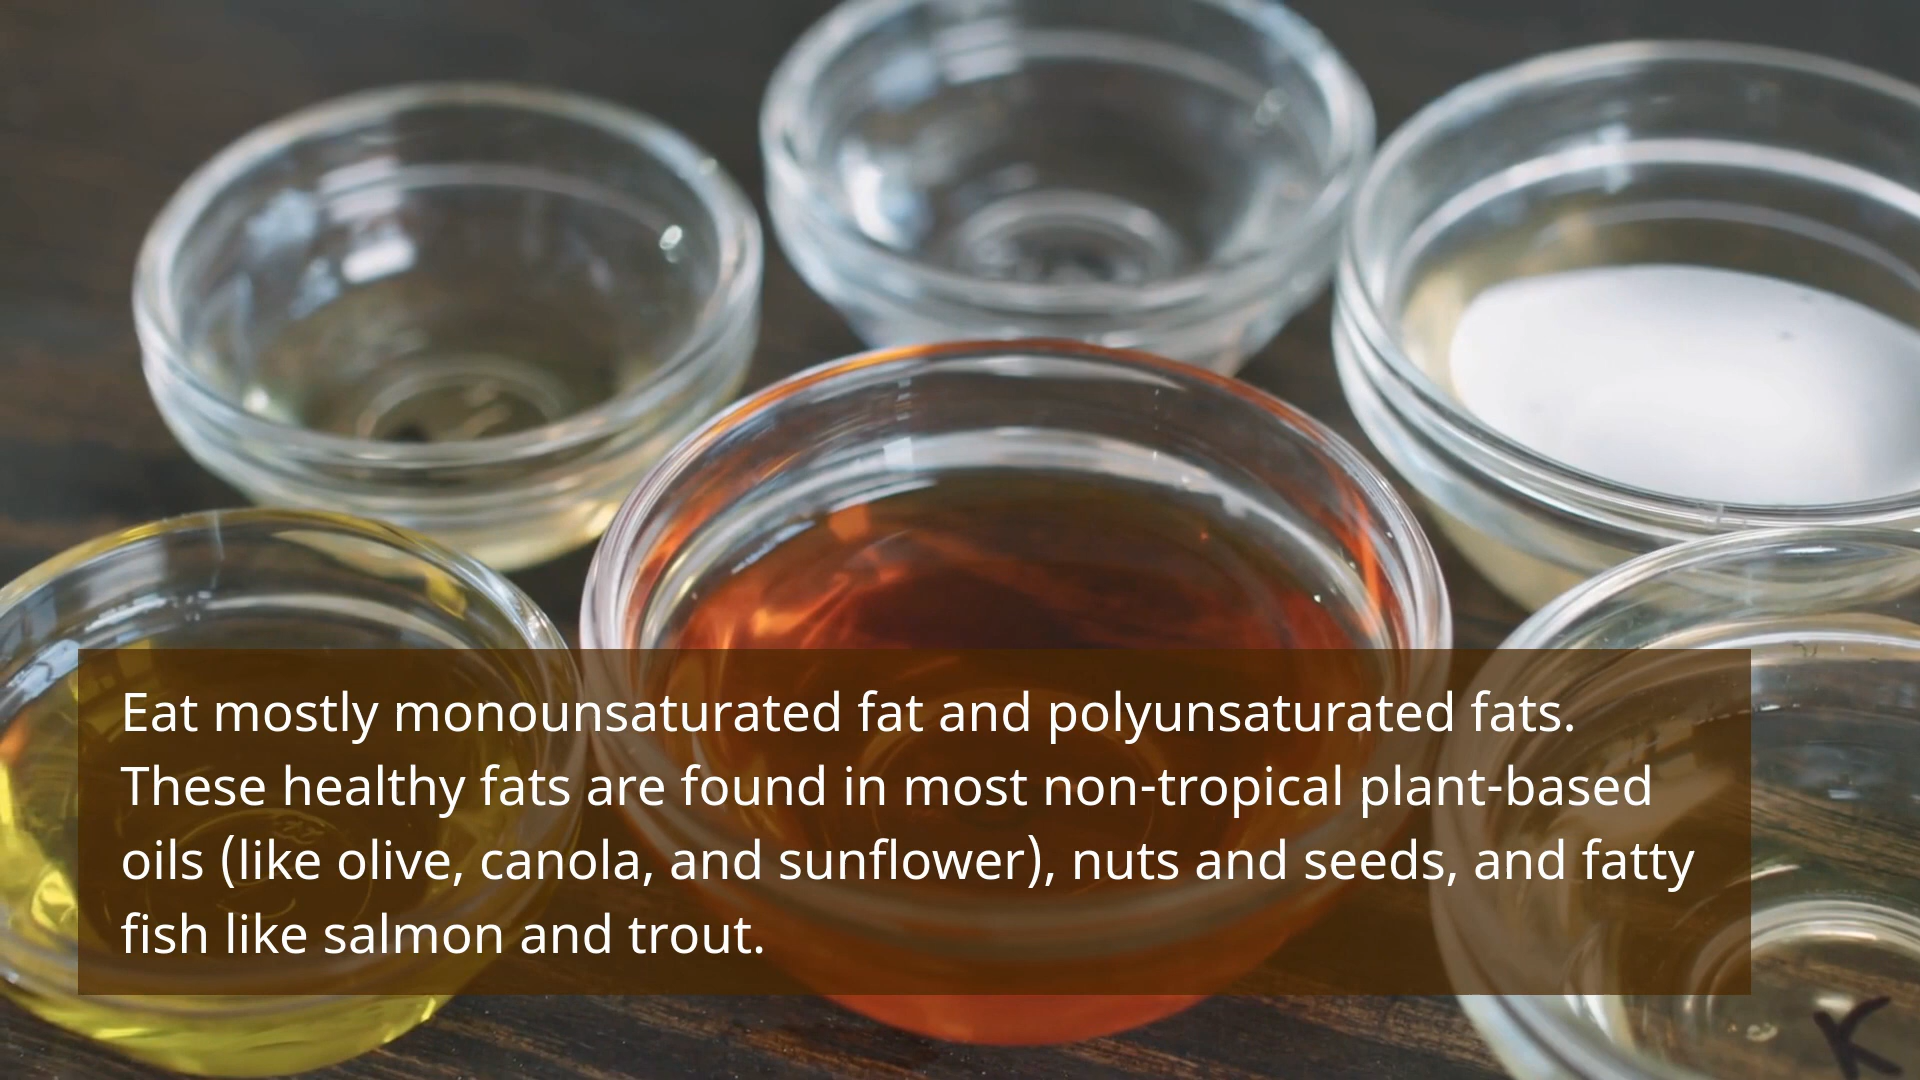 Eat mostly monounsaturated fat and polyunsaturated fats.
These healthy fats are found in most non-tropical plant-based
oils (like olive, canola, and sunflower), nuts and seeds, and fatty
fish like salmon and trout.
K